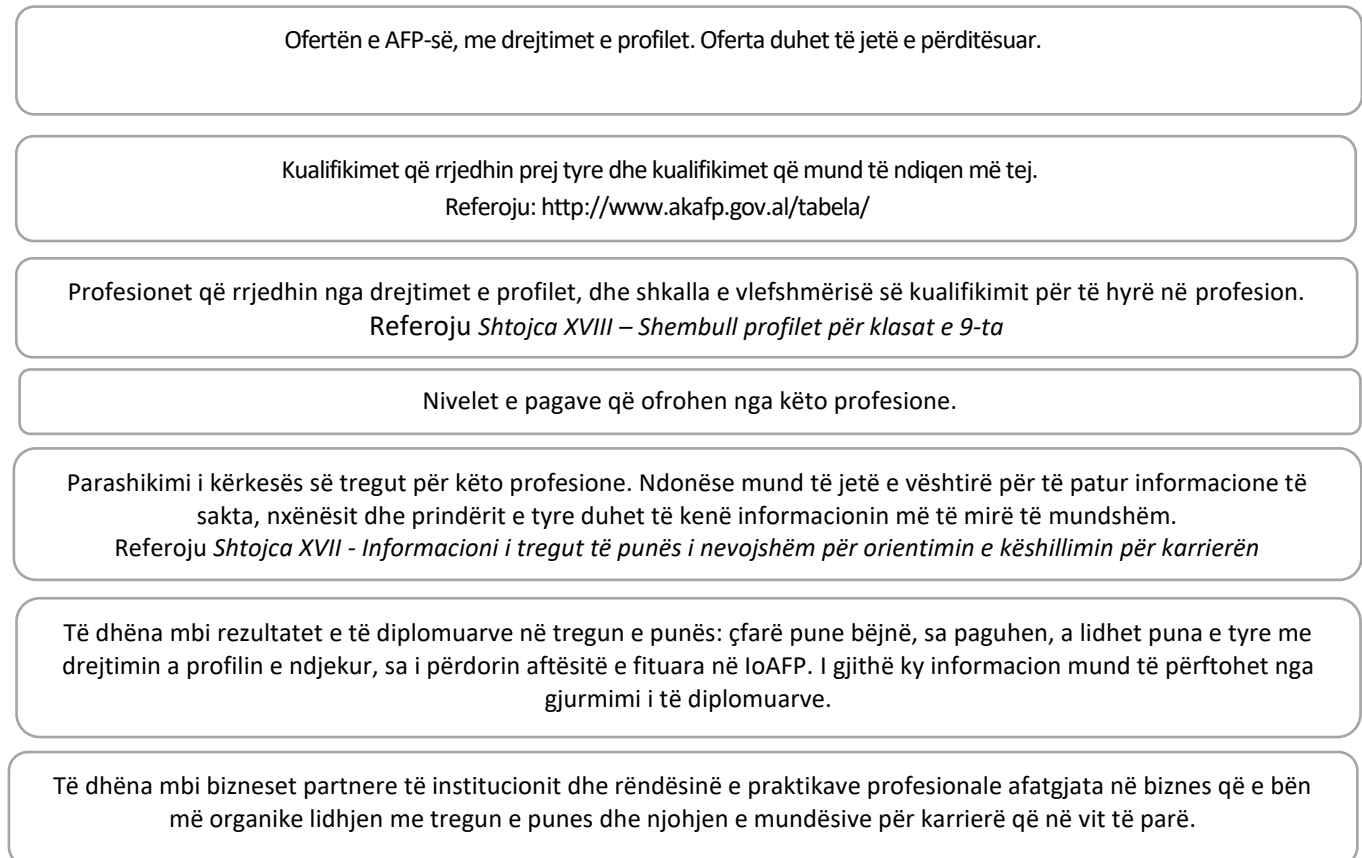 Ofertën e AFP-së, me drejtimet e profilet. Oferta duhet të jetë e përditësuar.
Kualifikimet që rrjedhin prej tyre dhe kualifikimet që mund të ndiqen më tej.
Referoju: http://www.akafp.gov.al/tabela/
Profesionet që rrjedhin nga drejtimet e profilet, dhe shkalla e vlefshmërisë së kualifikimit për të hyrë në profesion.
Referoju Shtojca XVIII – Shembull profilet për klasat e 9-ta
Nivelet e pagave që ofrohen nga këto profesione.
Parashikimi i kërkesës së tregut për këto profesione. Ndonëse mund të jetë e vështirë për të patur informacione të
sakta, nxënësit dhe prindërit e tyre duhet të kenë informacionin më të mirë të mundshëm.
Referoju Shtojca XVII - Informacioni i tregut të punës i nevojshëm për orientimin e këshillimin për karrierën
Të dhëna mbi rezultatet e të diplomuarve në tregun e punës: çfarë pune bëjnë, sa paguhen, a lidhet puna e tyre me
drejtimin a profilin e ndjekur, sa i përdorin aftësitë e fituara në IoAFP. I gjithë ky informacion mund të përftohet nga
gjurmimi i të diplomuarve.
Të dhëna mbi bizneset partnere të institucionit dhe rëndësinë e praktikave profesionale afatgjata në biznes që e bën
më organike lidhjen me tregun e punes dhe njohjen e mundësive për karrierë që në vit të parë.